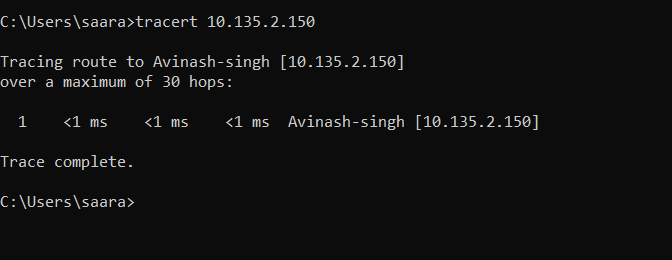 C:\Users\saara>tracert 10.135.2.150
Tracing route to Avinash-singh [10.135.2.150]
over a maximum of 30 hops:
  1    <1 ms    <1 ms    <1 ms  Avinash-singh [10.135.2.150]
Trace complete.
C:\Users\saara>